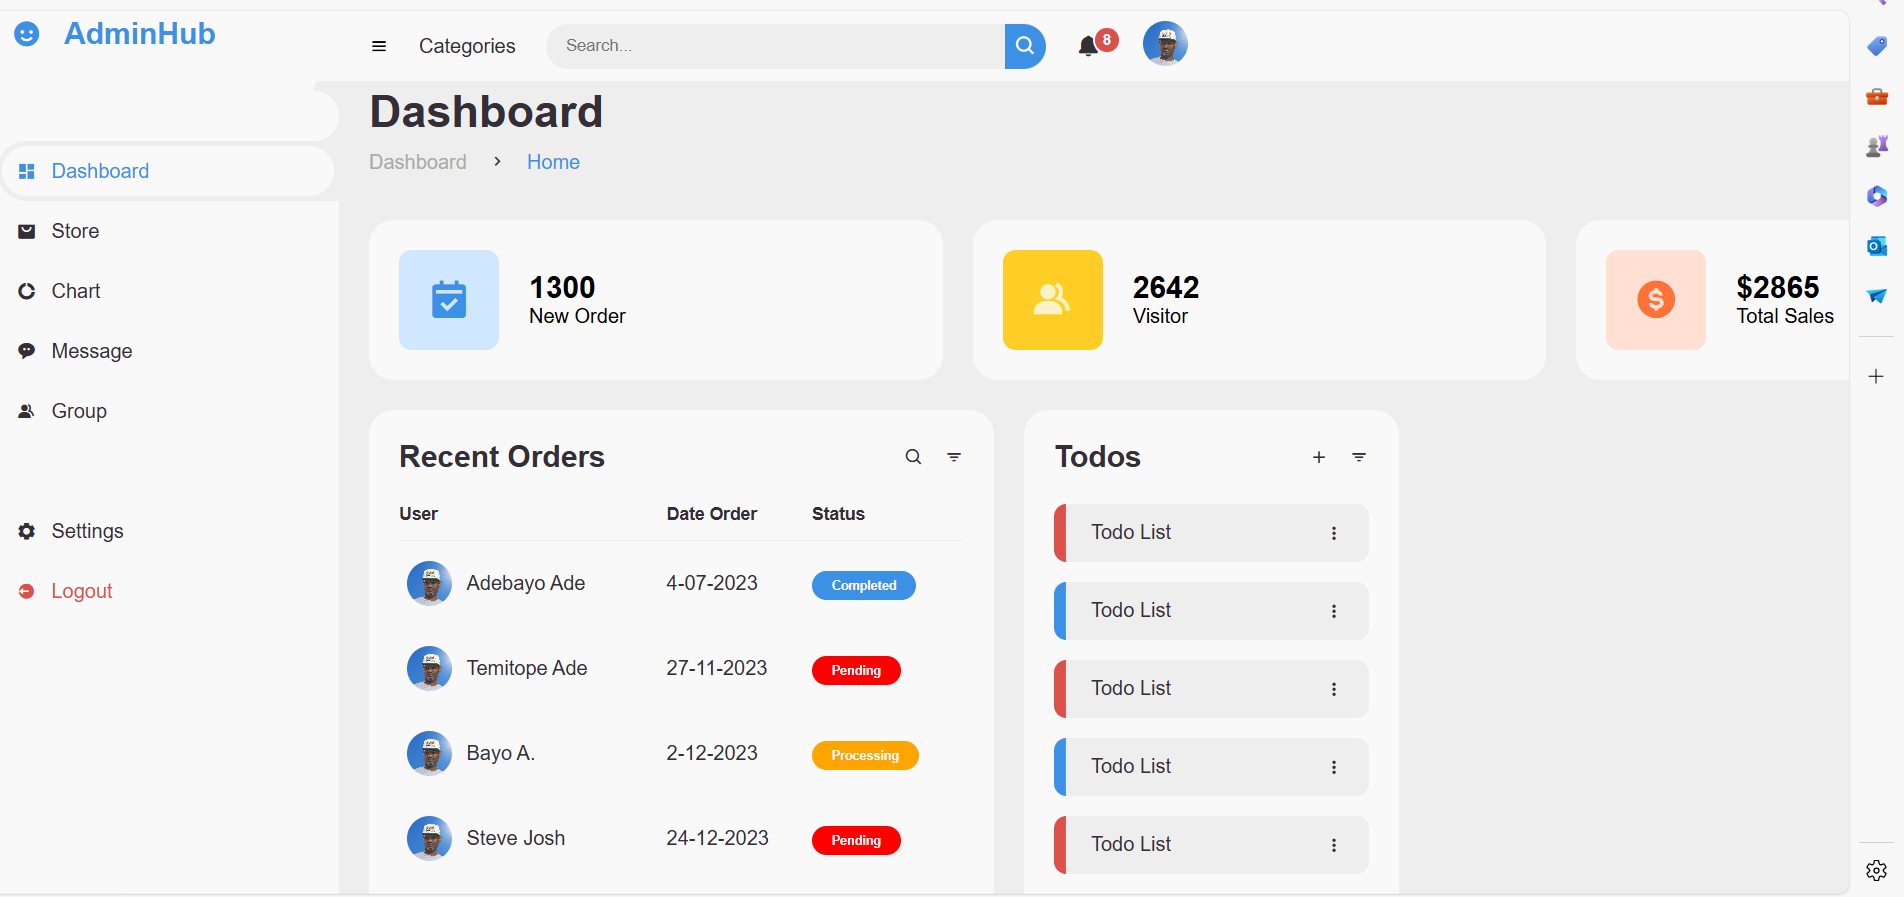 AdminHub
Categories
Search...
8
Dashboard
Store
Chart
Message
Group
Settings
Logout
Dashboard
Dashboard Home
1300
New Order
2642
Visitor
$2865
Total Sales
Recent Orders
User Date Order Status
Adebayo Ade 4-07-2023 Completed
Temitope Ade 27-11-2023 Pending
Bayo A. 2-12-2023 Processing
Steve Josh 24-12-2023 Pending
Todos
Todo List
Todo List
Todo List
Todo List
Todo List